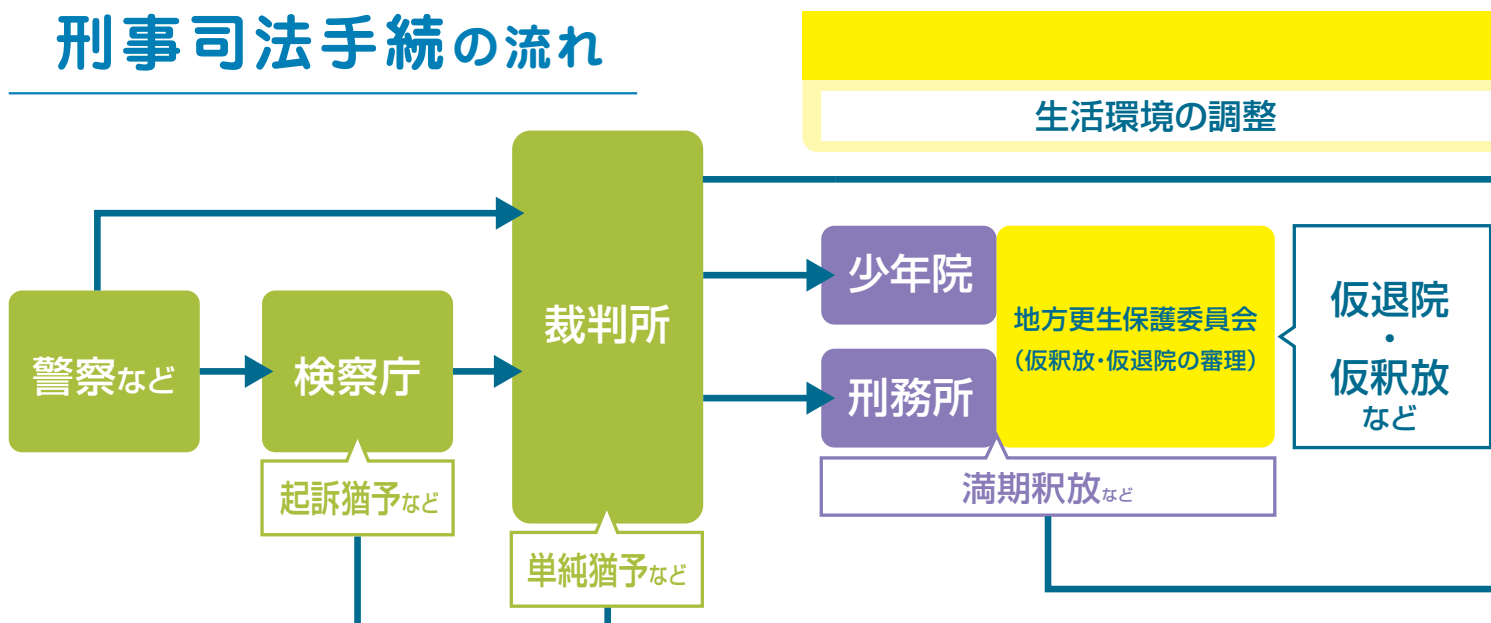 刑事司法手続の流れ
生活環境の調整
警察など
検察庁
起訴猶予など
裁判所
単純猶予など
少年院
刑務所
地方更生保護委員会
(仮釈放・仮退院の審理)
満期釈放など
仮退院
・
仮釈放
など